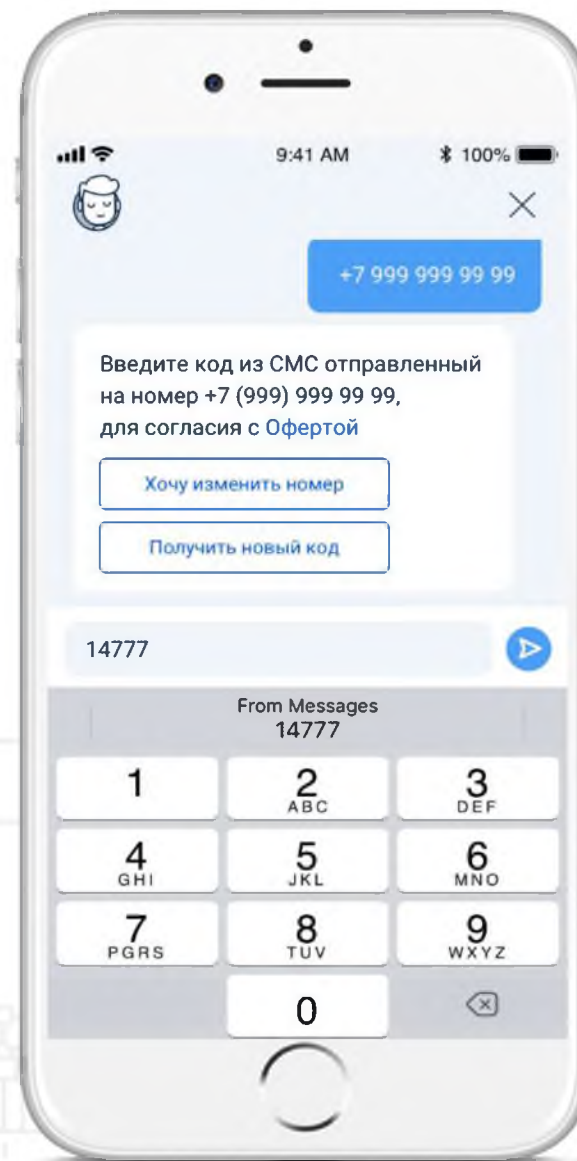 9:41 AM
100%
+7 999 999 99 99
Введите код из СМС отправленный
на номер +7 (999) 999 99 99,
для согласия с Офертой
Хочу изменить номер
Получить новый код
14777
From Messages
14777
1
2
ABC
3
DEF
4
GHI
5
JKL
6
MNO
7
PGRS
8
TUV
9
WXYZ
0